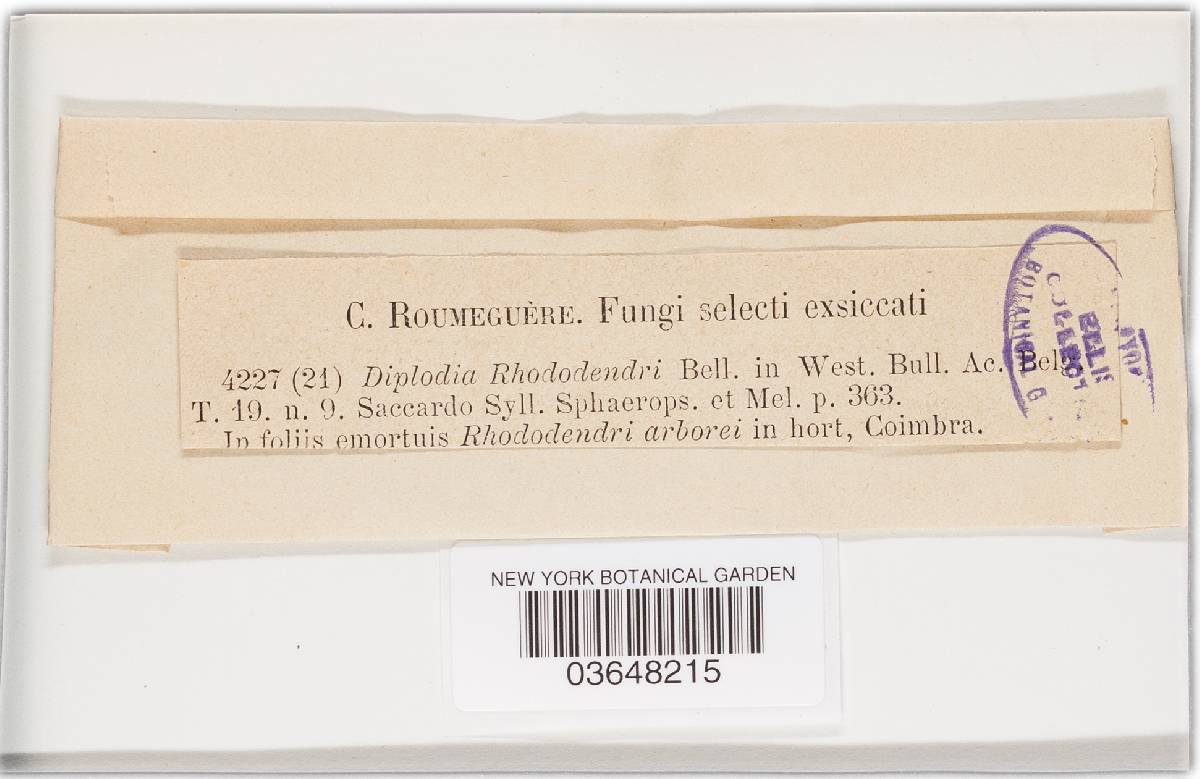 C. ROUMEGUÈRE. Fungi selecti exsiccati
4227 (21) Diplodia Rhododendri Bell. in West. Bull. Ac. Belg.
T. 19. n. 9. Saccardo Syll. Sphaerops. et Mel. p. 363.
In foliis emortuis Rhododendri arborei in hort, Coimbra.
BOTANIC G
NEW YORK BOTANICAL GARDEN
03648215